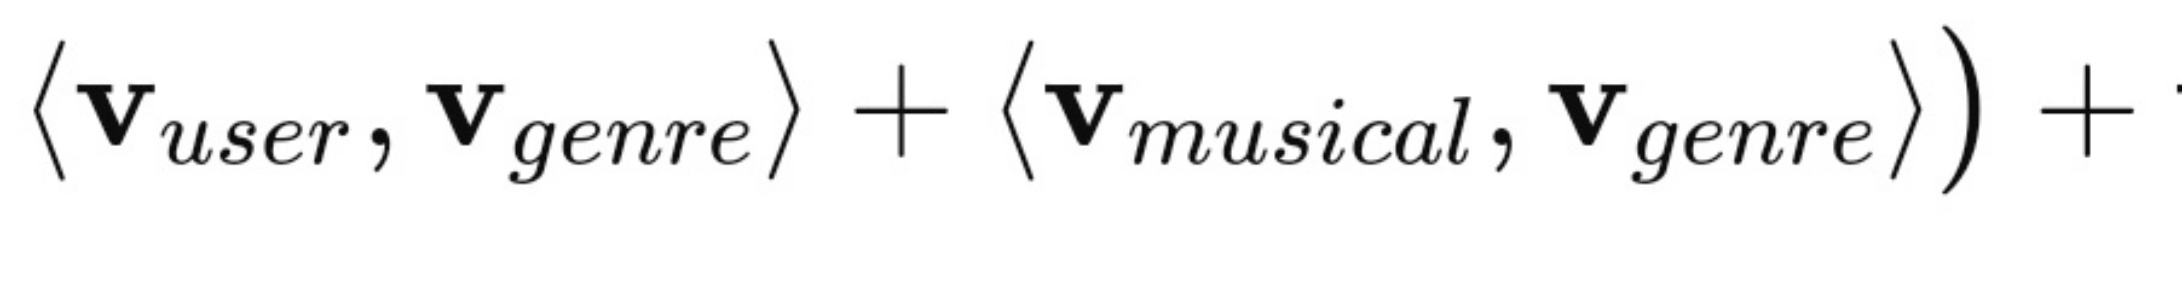 ⟨v_user, v_genre⟩ + ⟨v_musical, v_genre⟩) +